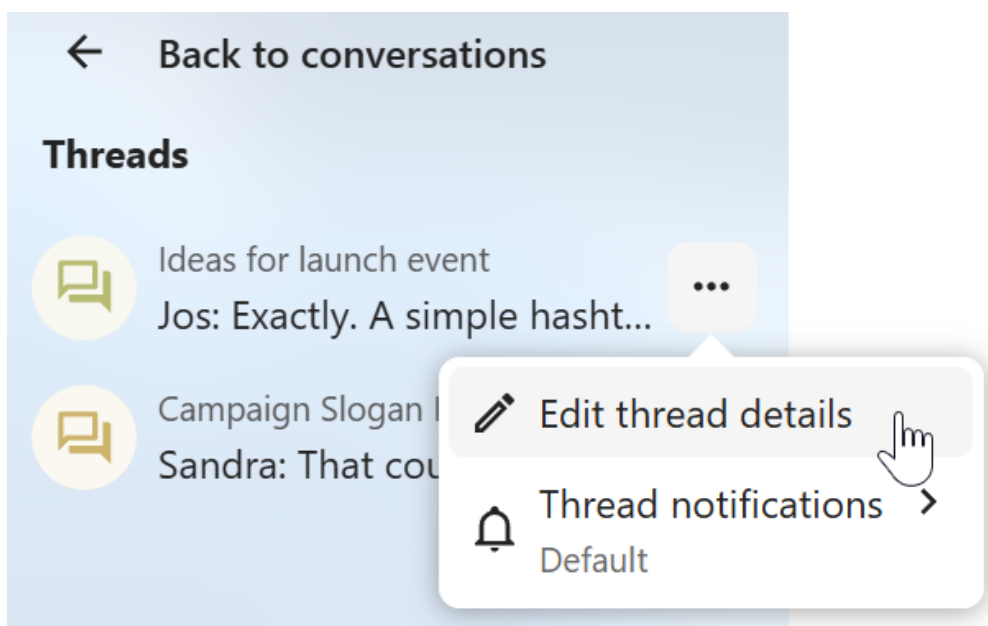 Back to conversations
Threads
Ideas for launch event
Jos: Exactly. A simple hasht...
Campaign Slogan
Sandra: That
Edit thread details
Thread notifications
Default